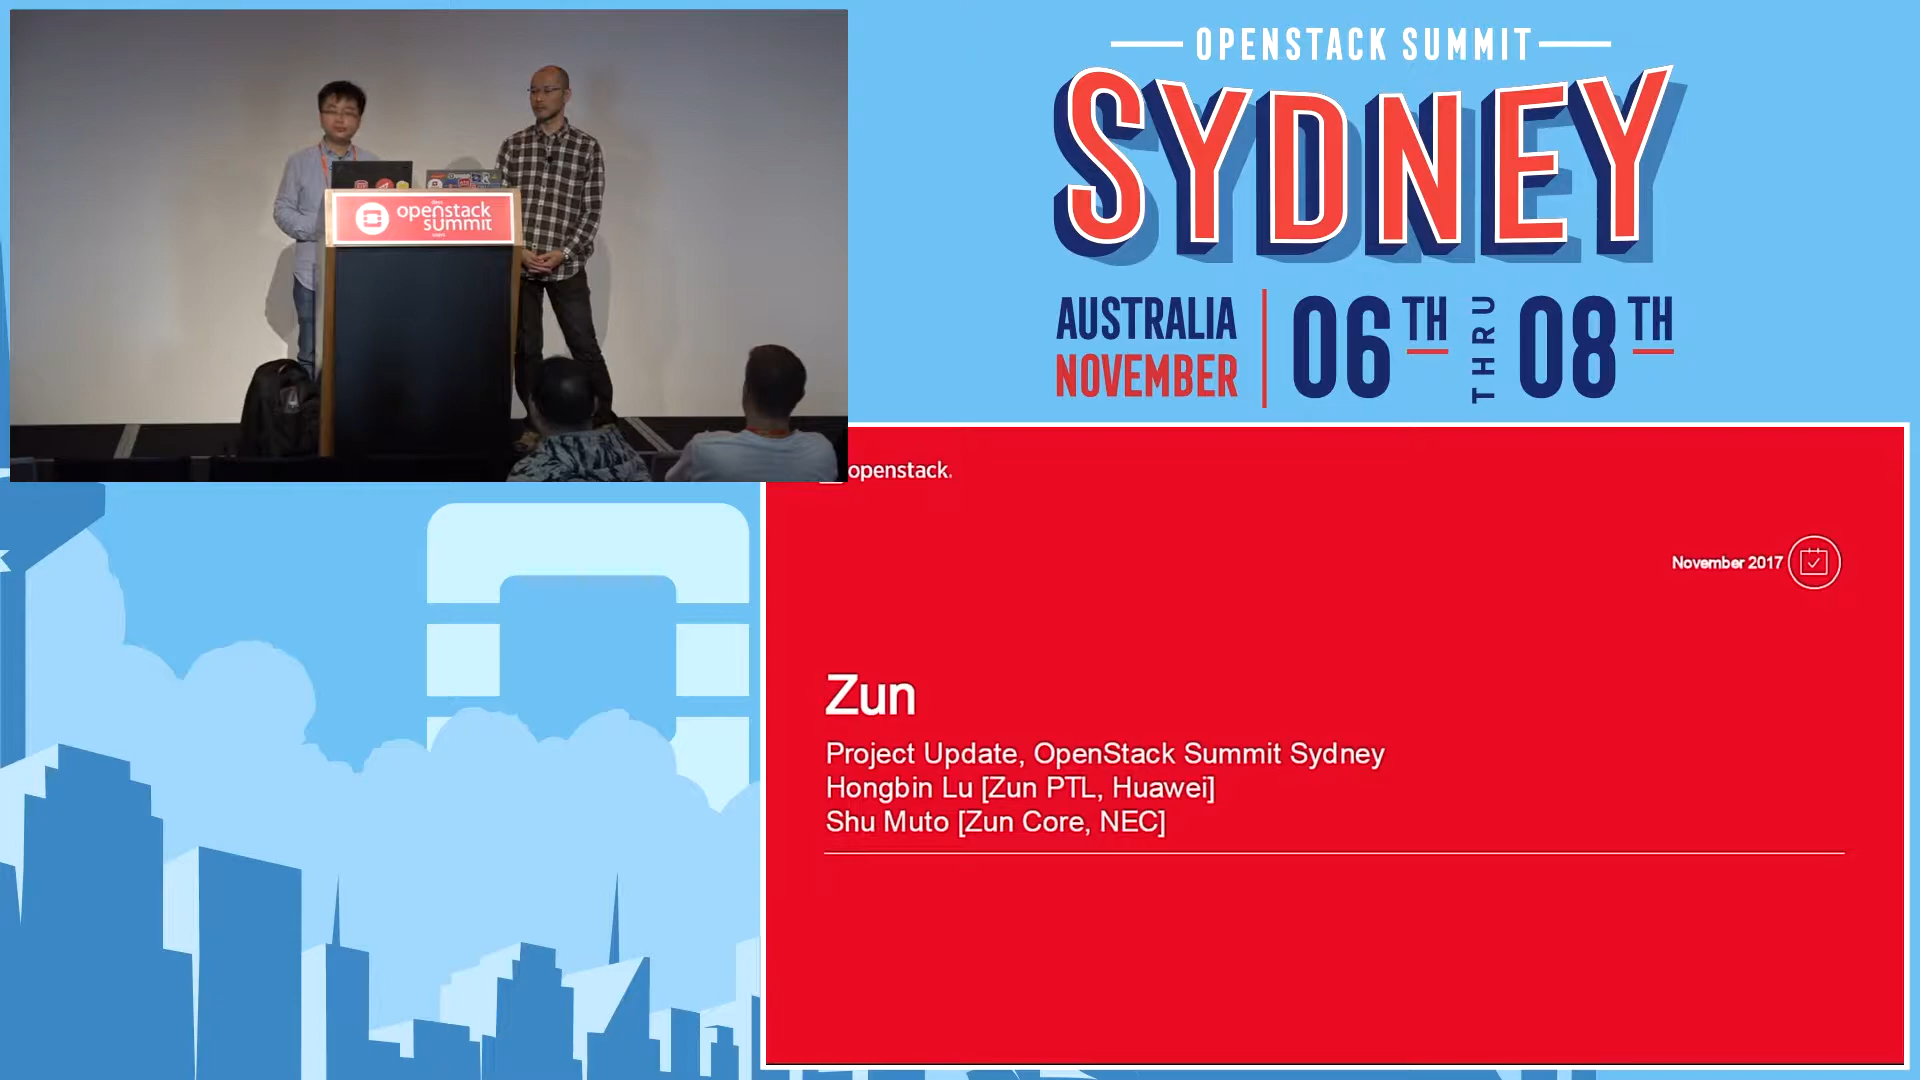 OPENSTACK SUMMIT
SYDNEY
AUSTRALIA
NOVEMBER
06TH THRU 08TH
openstack
summit
openstack.
November 2017
Zun
Project Update, OpenStack Summit Sydney
Hongbin Lu [Zun PTL, Huawei]
Shu Muto [Zun Core, NEC]